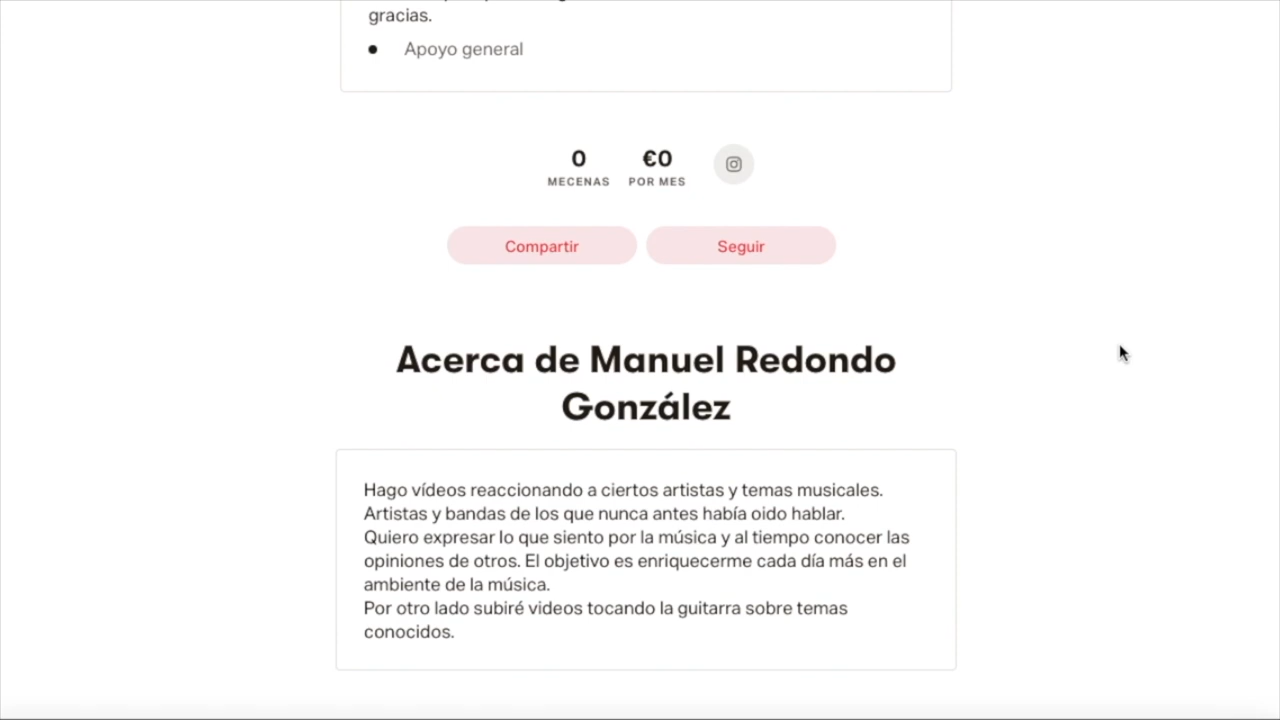 gracias.
Apoyo general
0
MECENAS
€0
POR MES
Compartir
Seguir
Acerca de Manuel Redondo
González
Hago vídeos reaccionando a ciertos artistas y temas musicales.
Artistas y bandas de los que nunca antes había oido hablar.
Quiero expresar lo que siento por la música y al tiempo conocer las
opiniones de otros. El objetivo es enriquecerme cada día más en el
ambiente de la música.
Por otro lado subiré videos tocando la guitarra sobre temas
conocidos.